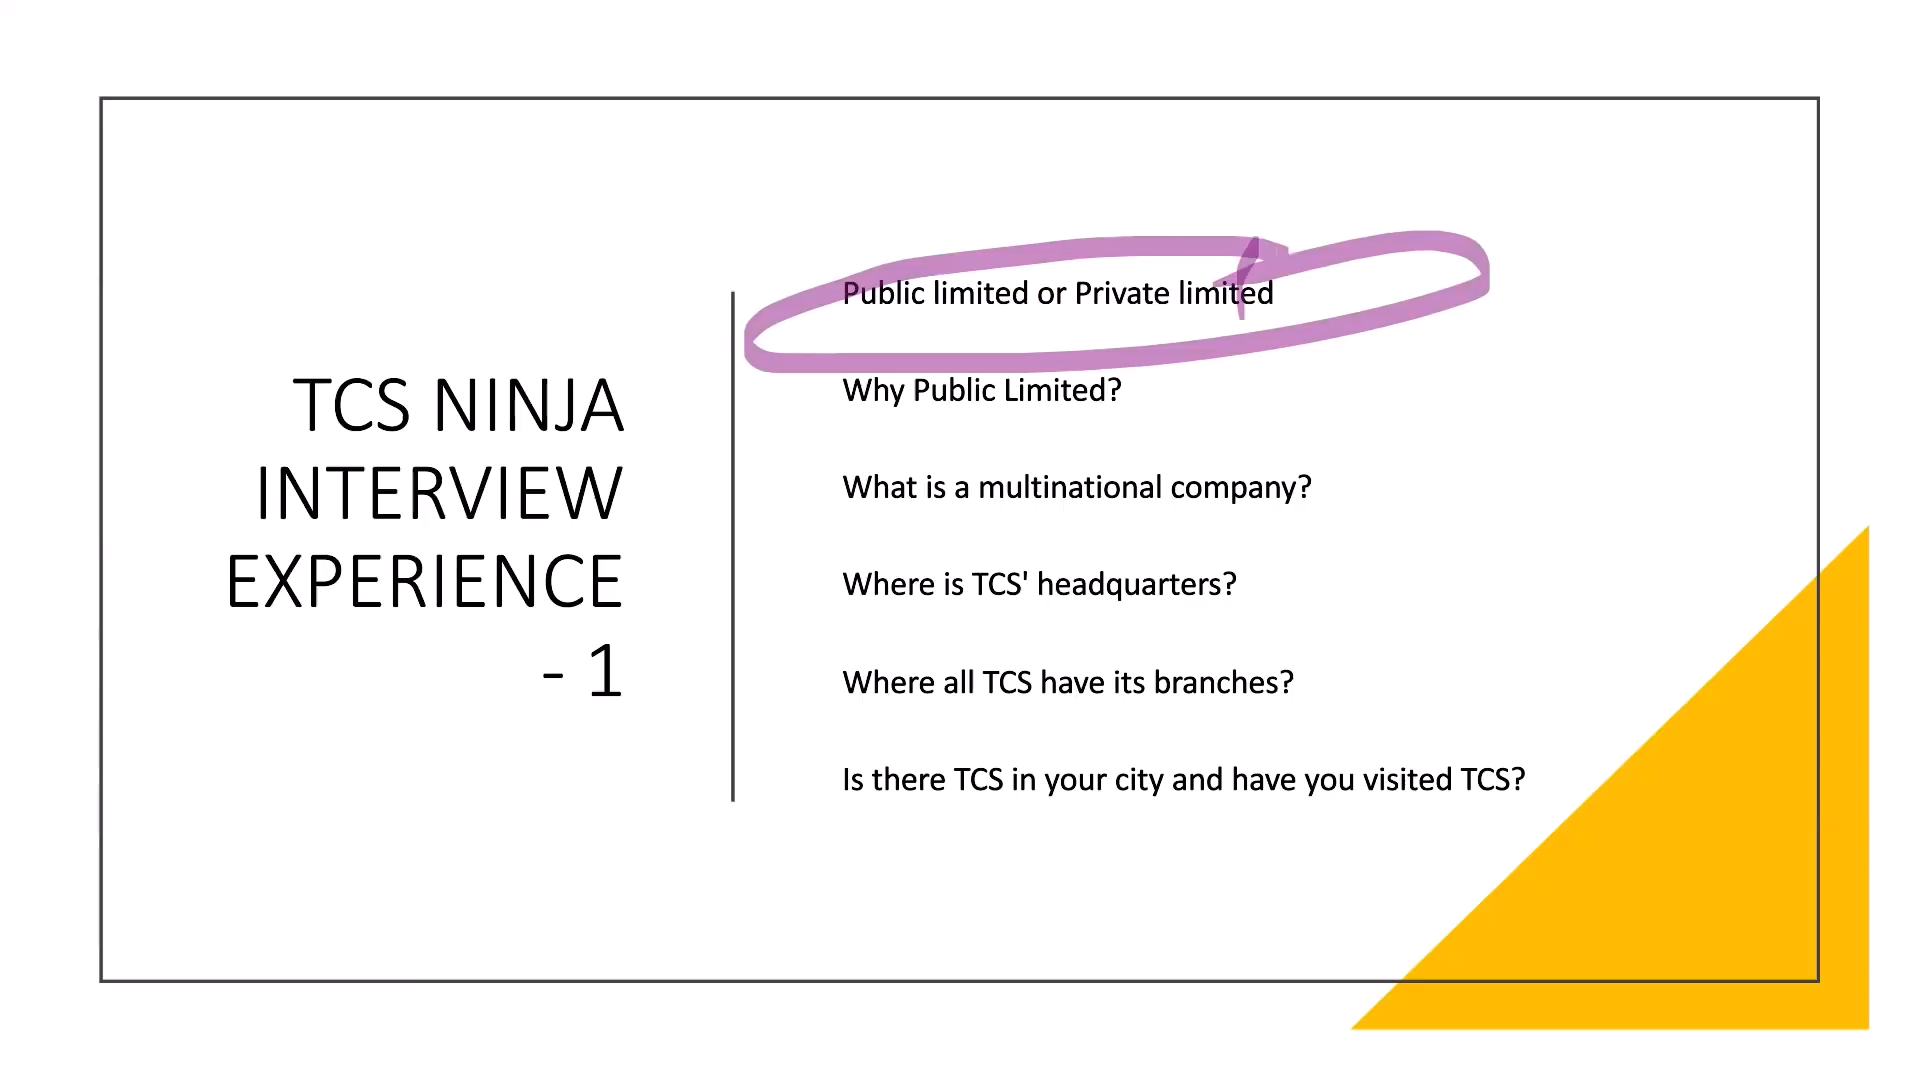 TCS NINJA
INTERVIEW
EXPERIENCE
- 1
Public limited or Private limited
Why Public Limited?
What is a multinational company?
Where is TCS' headquarters?
Where all TCS have its branches?
Is there TCS in your city and have you visited TCS?